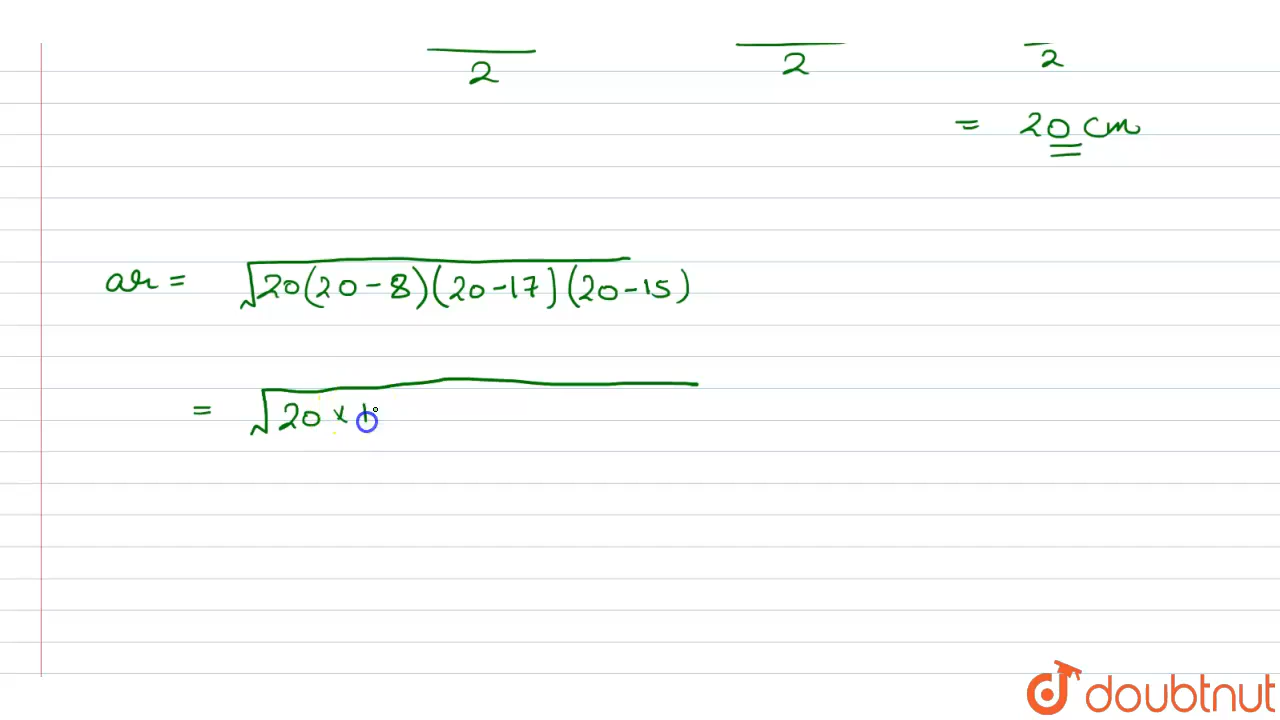 2 2 2
= 20 cm
ar = √20(20-8)(20-17](20-15)
= √20 × 1
doubtnut